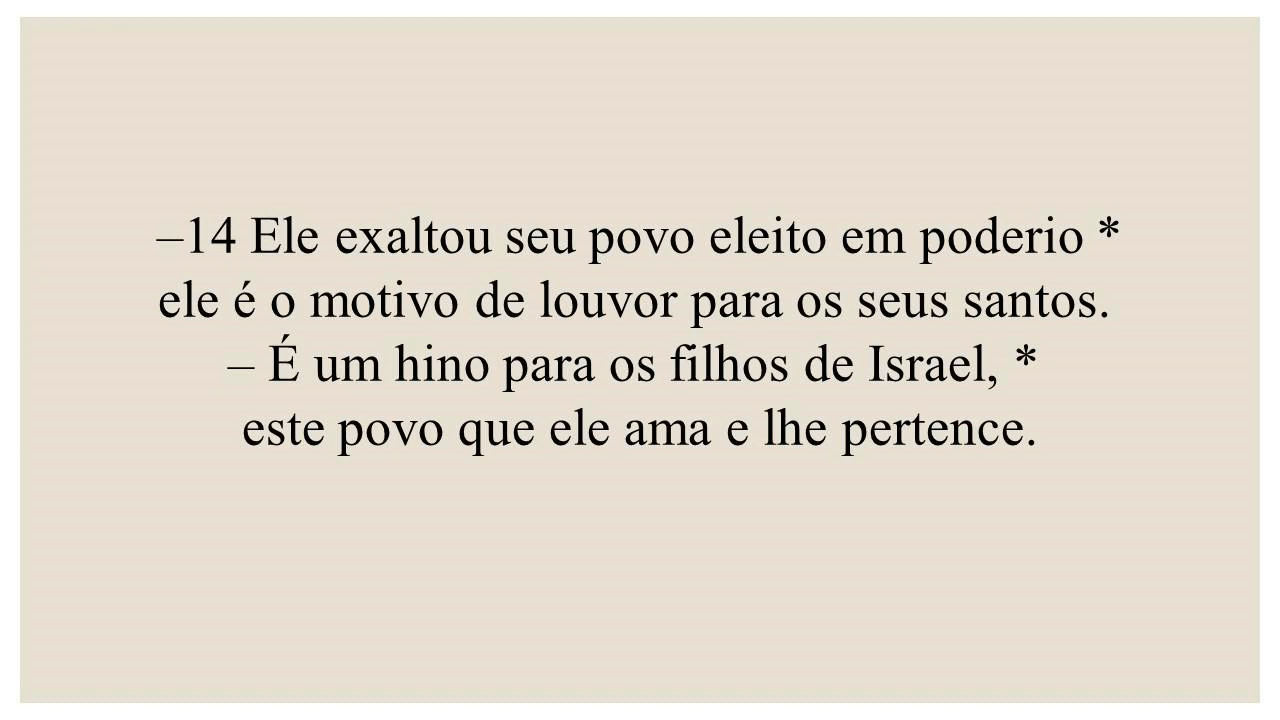 –14 Ele exaltou seu povo eleito em poderio *
ele é o motivo de louvor para os seus santos.
– É um hino para os filhos de Israel, *
este povo que ele ama e lhe pertence.